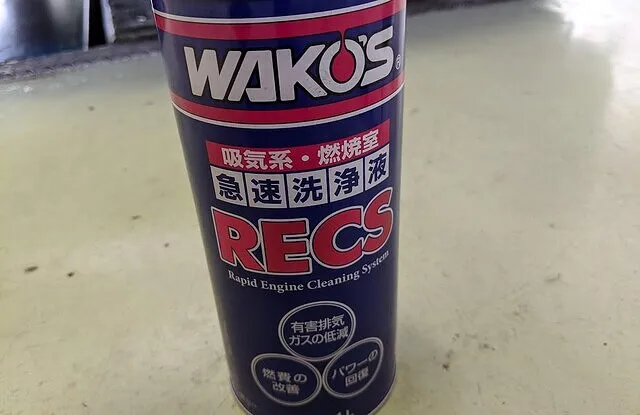 WAKO'S®
吸気系・燃焼室
急速洗浄液
RECS
Rapid Engine Cleaning System
有害排気
ガスの低減
燃費の
改善
パワーの
回復